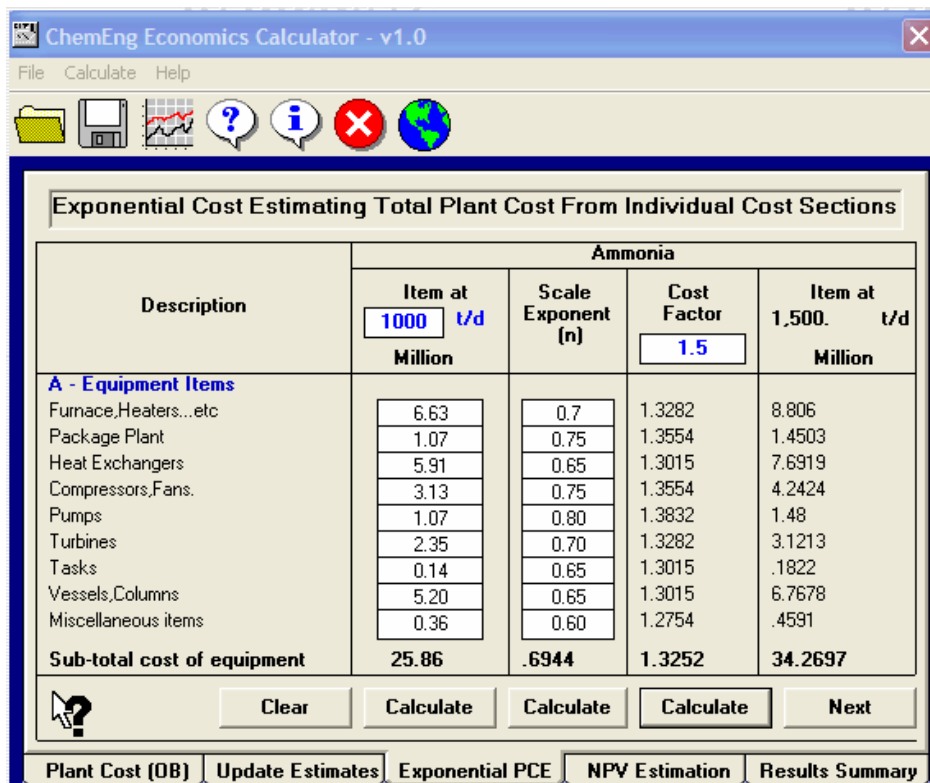 ChemEng Economics Calculator - v1.0
File Calculate Help
Exponential Cost Estimating Total Plant Cost From Individual Cost Sections
Ammonia
Description
Item at 1000 t/d Million
Scale Exponent (n)
Cost Factor 1.5
Item at 1,500. t/d Million
A - Equipment Items
Furnace,Heaters...etc 6.63 0.7 1.3282 8.806
Package Plant 1.07 0.75 1.3554 1.4503
Heat Exchangers 5.91 0.65 1.3015 7.6919
Compressors,Fans. 3.13 0.75 1.3554 4.2424
Pumps 1.07 0.80 1.3832 1.48
Turbines 2.35 0.70 1.3282 3.1213
Tasks 0.14 0.65 1.3015 .1822
Vessels,Columns 5.20 0.65 1.3015 6.7678
Miscellaneous items 0.36 0.60 1.2754 .4591
Sub-total cost of equipment 25.86 .6944 1.3252 34.2697
Clear Calculate Calculate Calculate Next
Plant Cost (OB) Update Estimates Exponential PCE NPV Estimation Results Summary